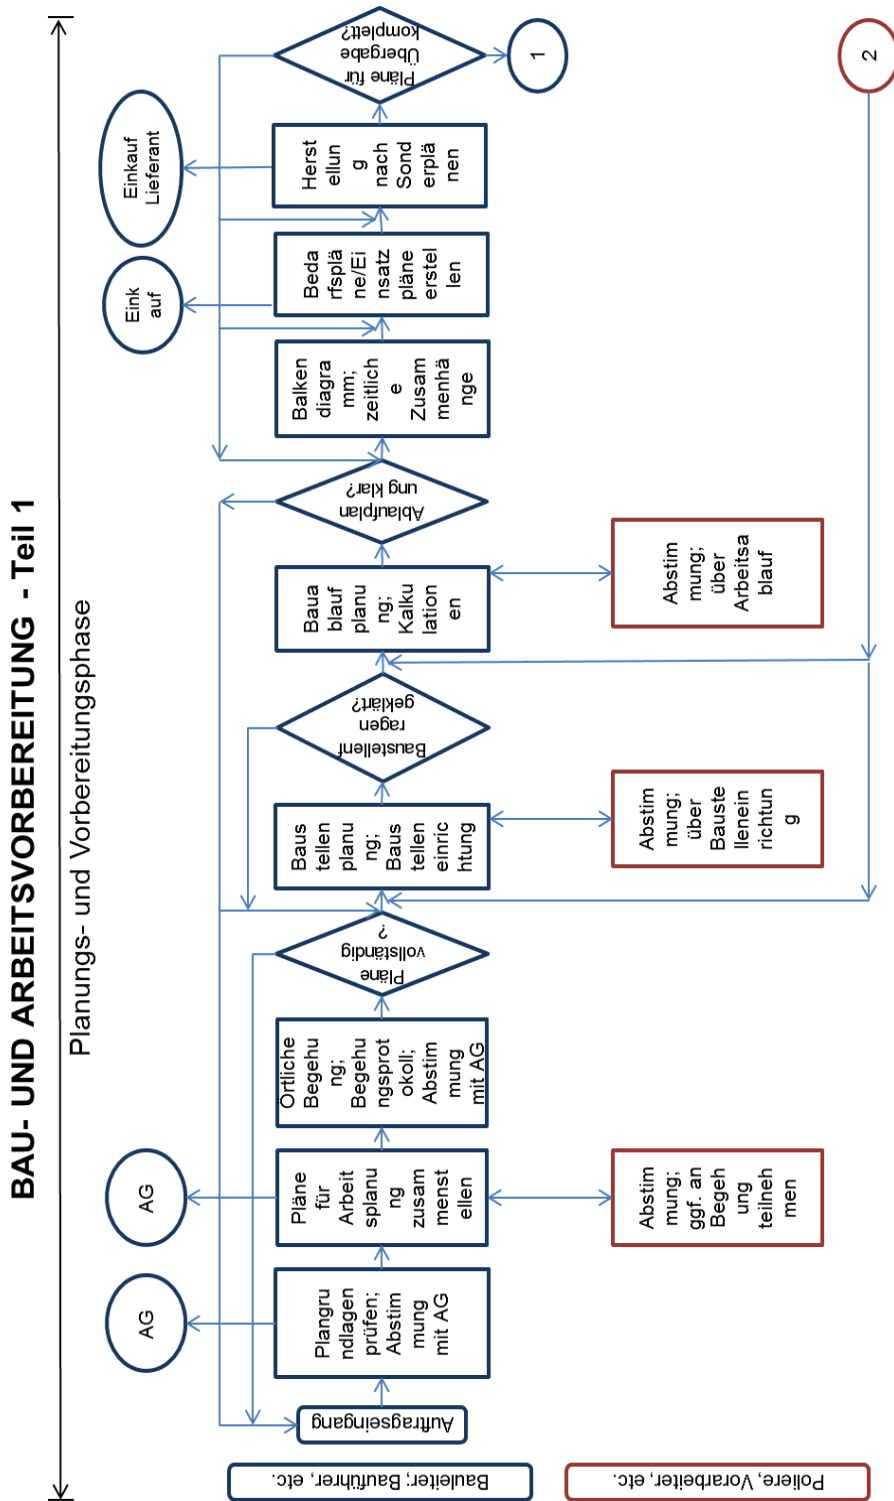 BAU- UND ARBEITSVORBEREITUNG - Teil 1
Planungs- und Vorbereitungsphase
Bauleiter, Bauführer, etc.
Poliere, Vorarbeiter, etc.
Auftragseingang
AG
Plangru
ndlagen
prüfen;
Abstim
mung
mit AG
AG
Pläne
für
Arbeit
splanu
ng
zusam
menst
ellen
Abstim
mung;
ggf. an
Begeh
ung
teilneh
men
Örtliche
Begehu
ng;
Begehu
ngsprot
okoll;
Abstim
mung
mit AG
Pläne
vollständig
?
Baus
tellen
planu
ng;
Baus
tellen
einric
htung
Abstim
mung;
über
Bauste
llenein
richtun
g
Baustellenf
ragen
geklärt?
Baua
blauf
planu
ng;
Kalku
lation
en
Abstim
mung;
über
Arbeitsa
blauf
Ablaufplan
ung klar?
Balken
diagra
mm;
zeitlich
e
Zusam
menhä
nge
Eink
auf
Beda
rfsplä
ne/Ei
nsatz
pläne
erstel
len
Einkauf
Lieferant
Herst
ellun
g
nach
Sond
erplä
nen
Pläne für
Übergabe
komplett?
1
2